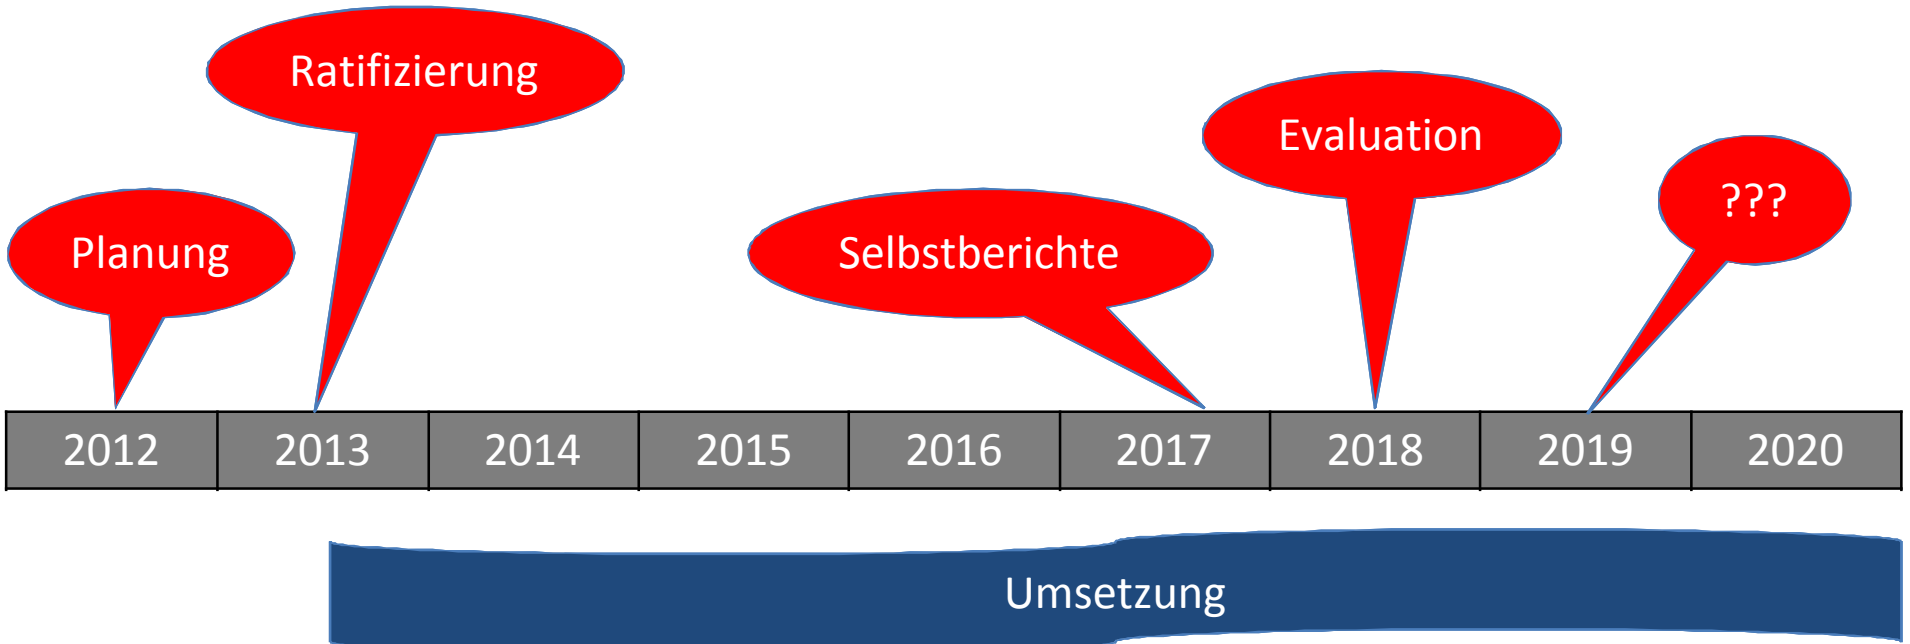 Ratifizierung
Evaluation
???
Planung
Selbstberichte
2012 2013 2014 2015 2016 2017 2018 2019 2020
Umsetzung